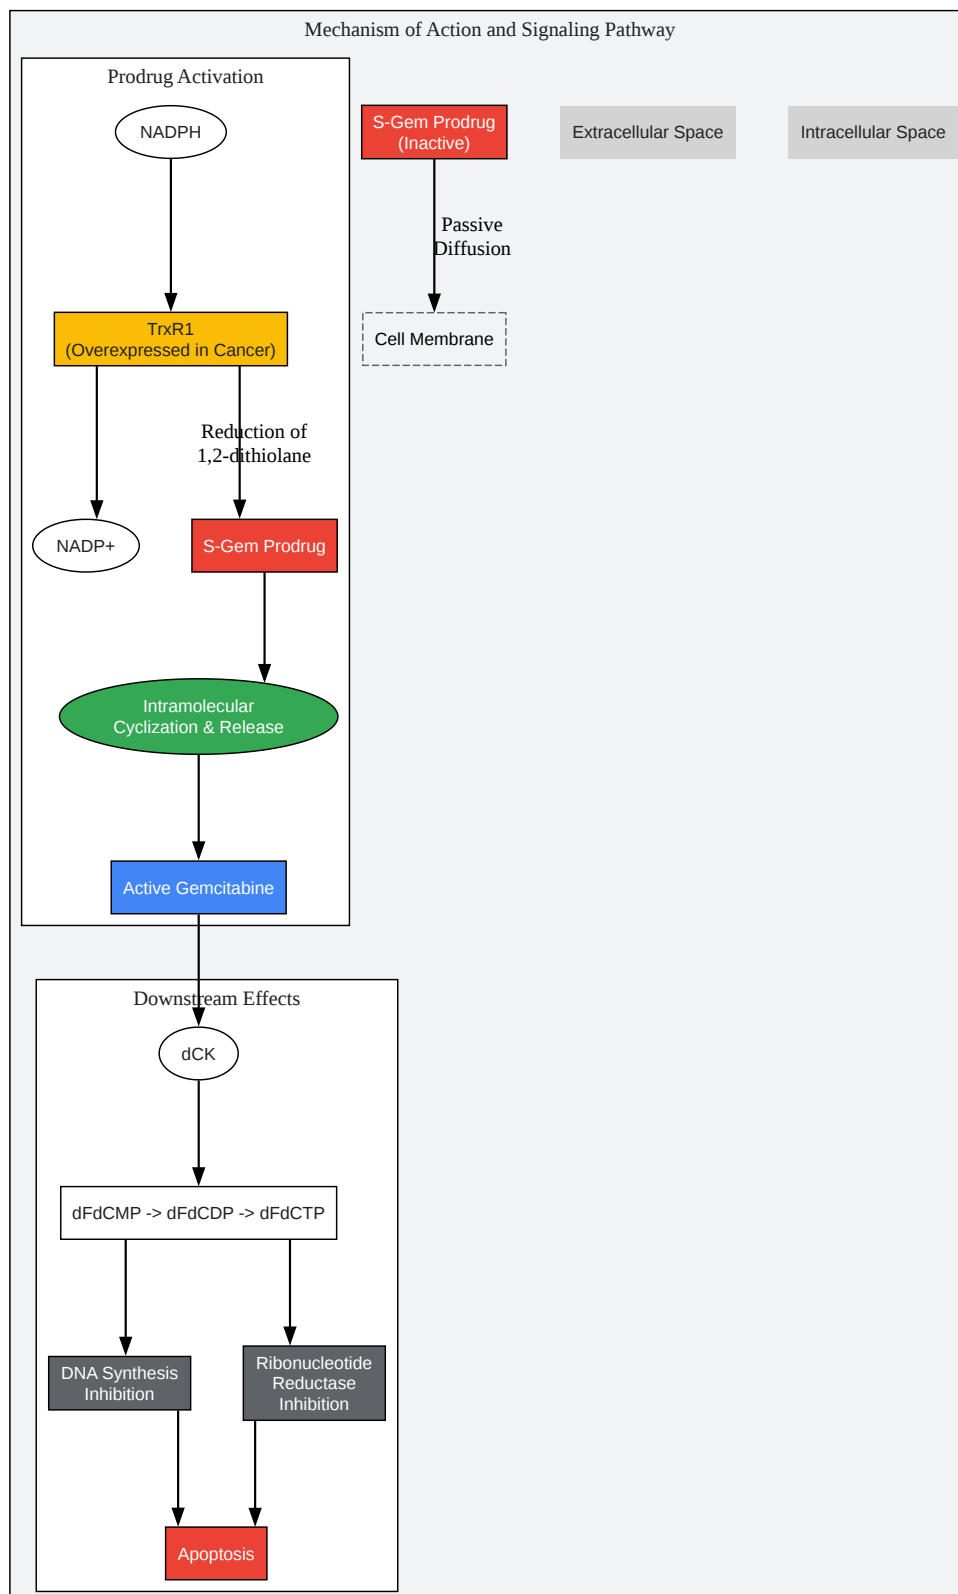 Mechanism of Action and Signaling Pathway
Prodrug Activation
NADPH
S-Gem Prodrug
(Inactive)
Extracellular Space
Intracellular Space
Passive
Diffusion
TrxR1
(Overexpressed in Cancer)
Cell Membrane
Reduction of
1,2-dithiolane
NADP+
S-Gem Prodrug
Intramolecular
Cyclization & Release
Active Gemcitabine
Downstream Effects
dCK
dFdCMP -> dFdCDP -> dFdCTP
DNA Synthesis
Inhibition
Ribonucleotide
Reductase
Inhibition
Apoptosis